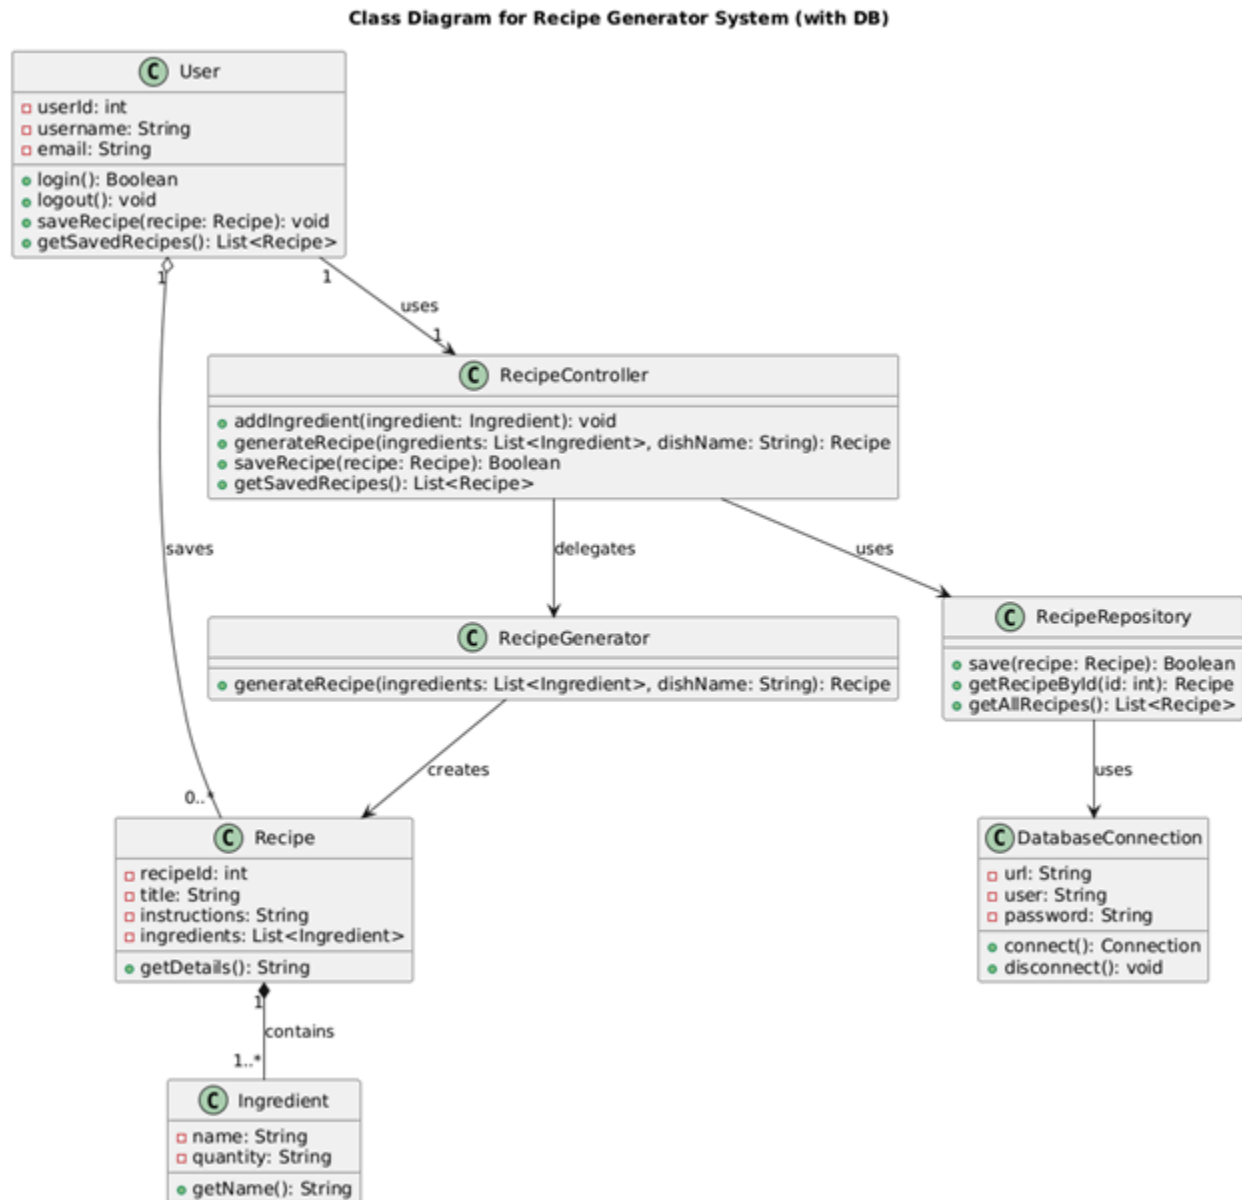 Class Diagram for Recipe Generator System (with DB)
C User
userId: int
username: String
email: String
login(): Boolean
logout(): void
saveRecipe(recipe: Recipe): void
getSavedRecipes(): List<Recipe>
1
1
uses
1
C RecipeController
addIngredient(ingredient: Ingredient): void
generateRecipe(ingredients: List<Ingredient>, dishName: String): Recipe
saveRecipe(recipe: Recipe): Boolean
getSavedRecipes(): List<Recipe>
saves
delegates
uses
C RecipeGenerator
generateRecipe(ingredients: List<Ingredient>, dishName: String): Recipe
C RecipeRepository
save(recipe: Recipe): Boolean
getRecipeById(id: int): Recipe
getAllRecipes(): List<Recipe>
creates
uses
0..*
C Recipe
recipeId: int
title: String
instructions: String
ingredients: List<Ingredient>
getDetails(): String
C DatabaseConnection
url: String
user: String
password: String
connect(): Connection
disconnect(): void
1
contains
1..*
C Ingredient
name: String
quantity: String
getName(): String